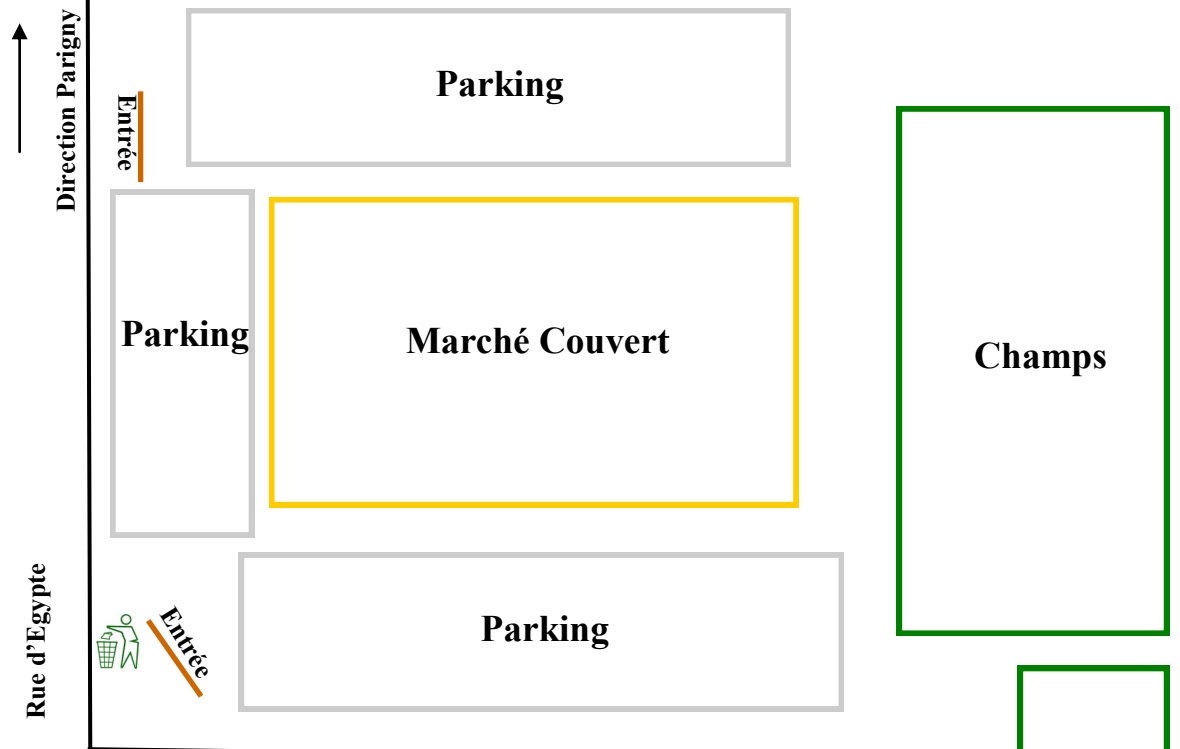 Direction Parigny
Parking
Entrée
Parking
Marché Couvert
Champs
Rue d’Egypte
Entrée
Parking